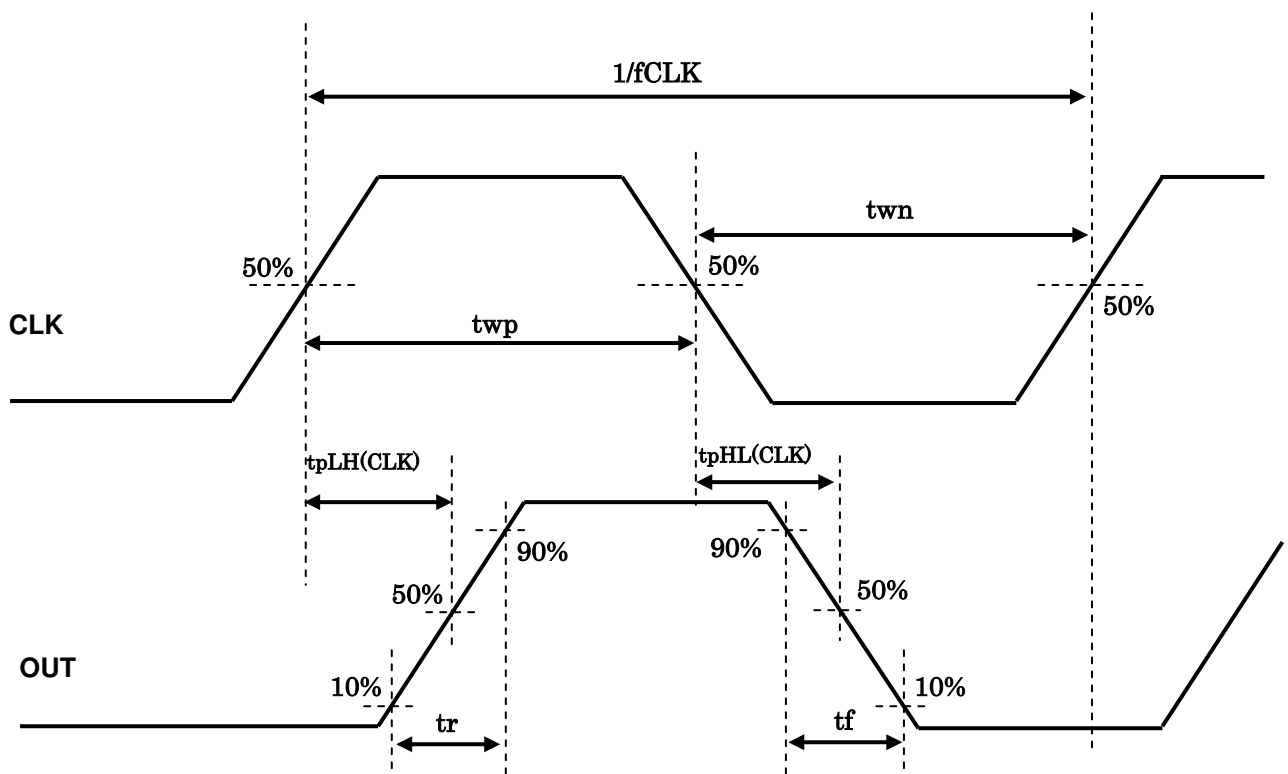 1/fCLK
twn
50%
50%
50%
CLK
twp
tpLH(CLK)
tpHL(CLK)
90%
90%
50%
50%
OUT
10%
10%
tr
tf